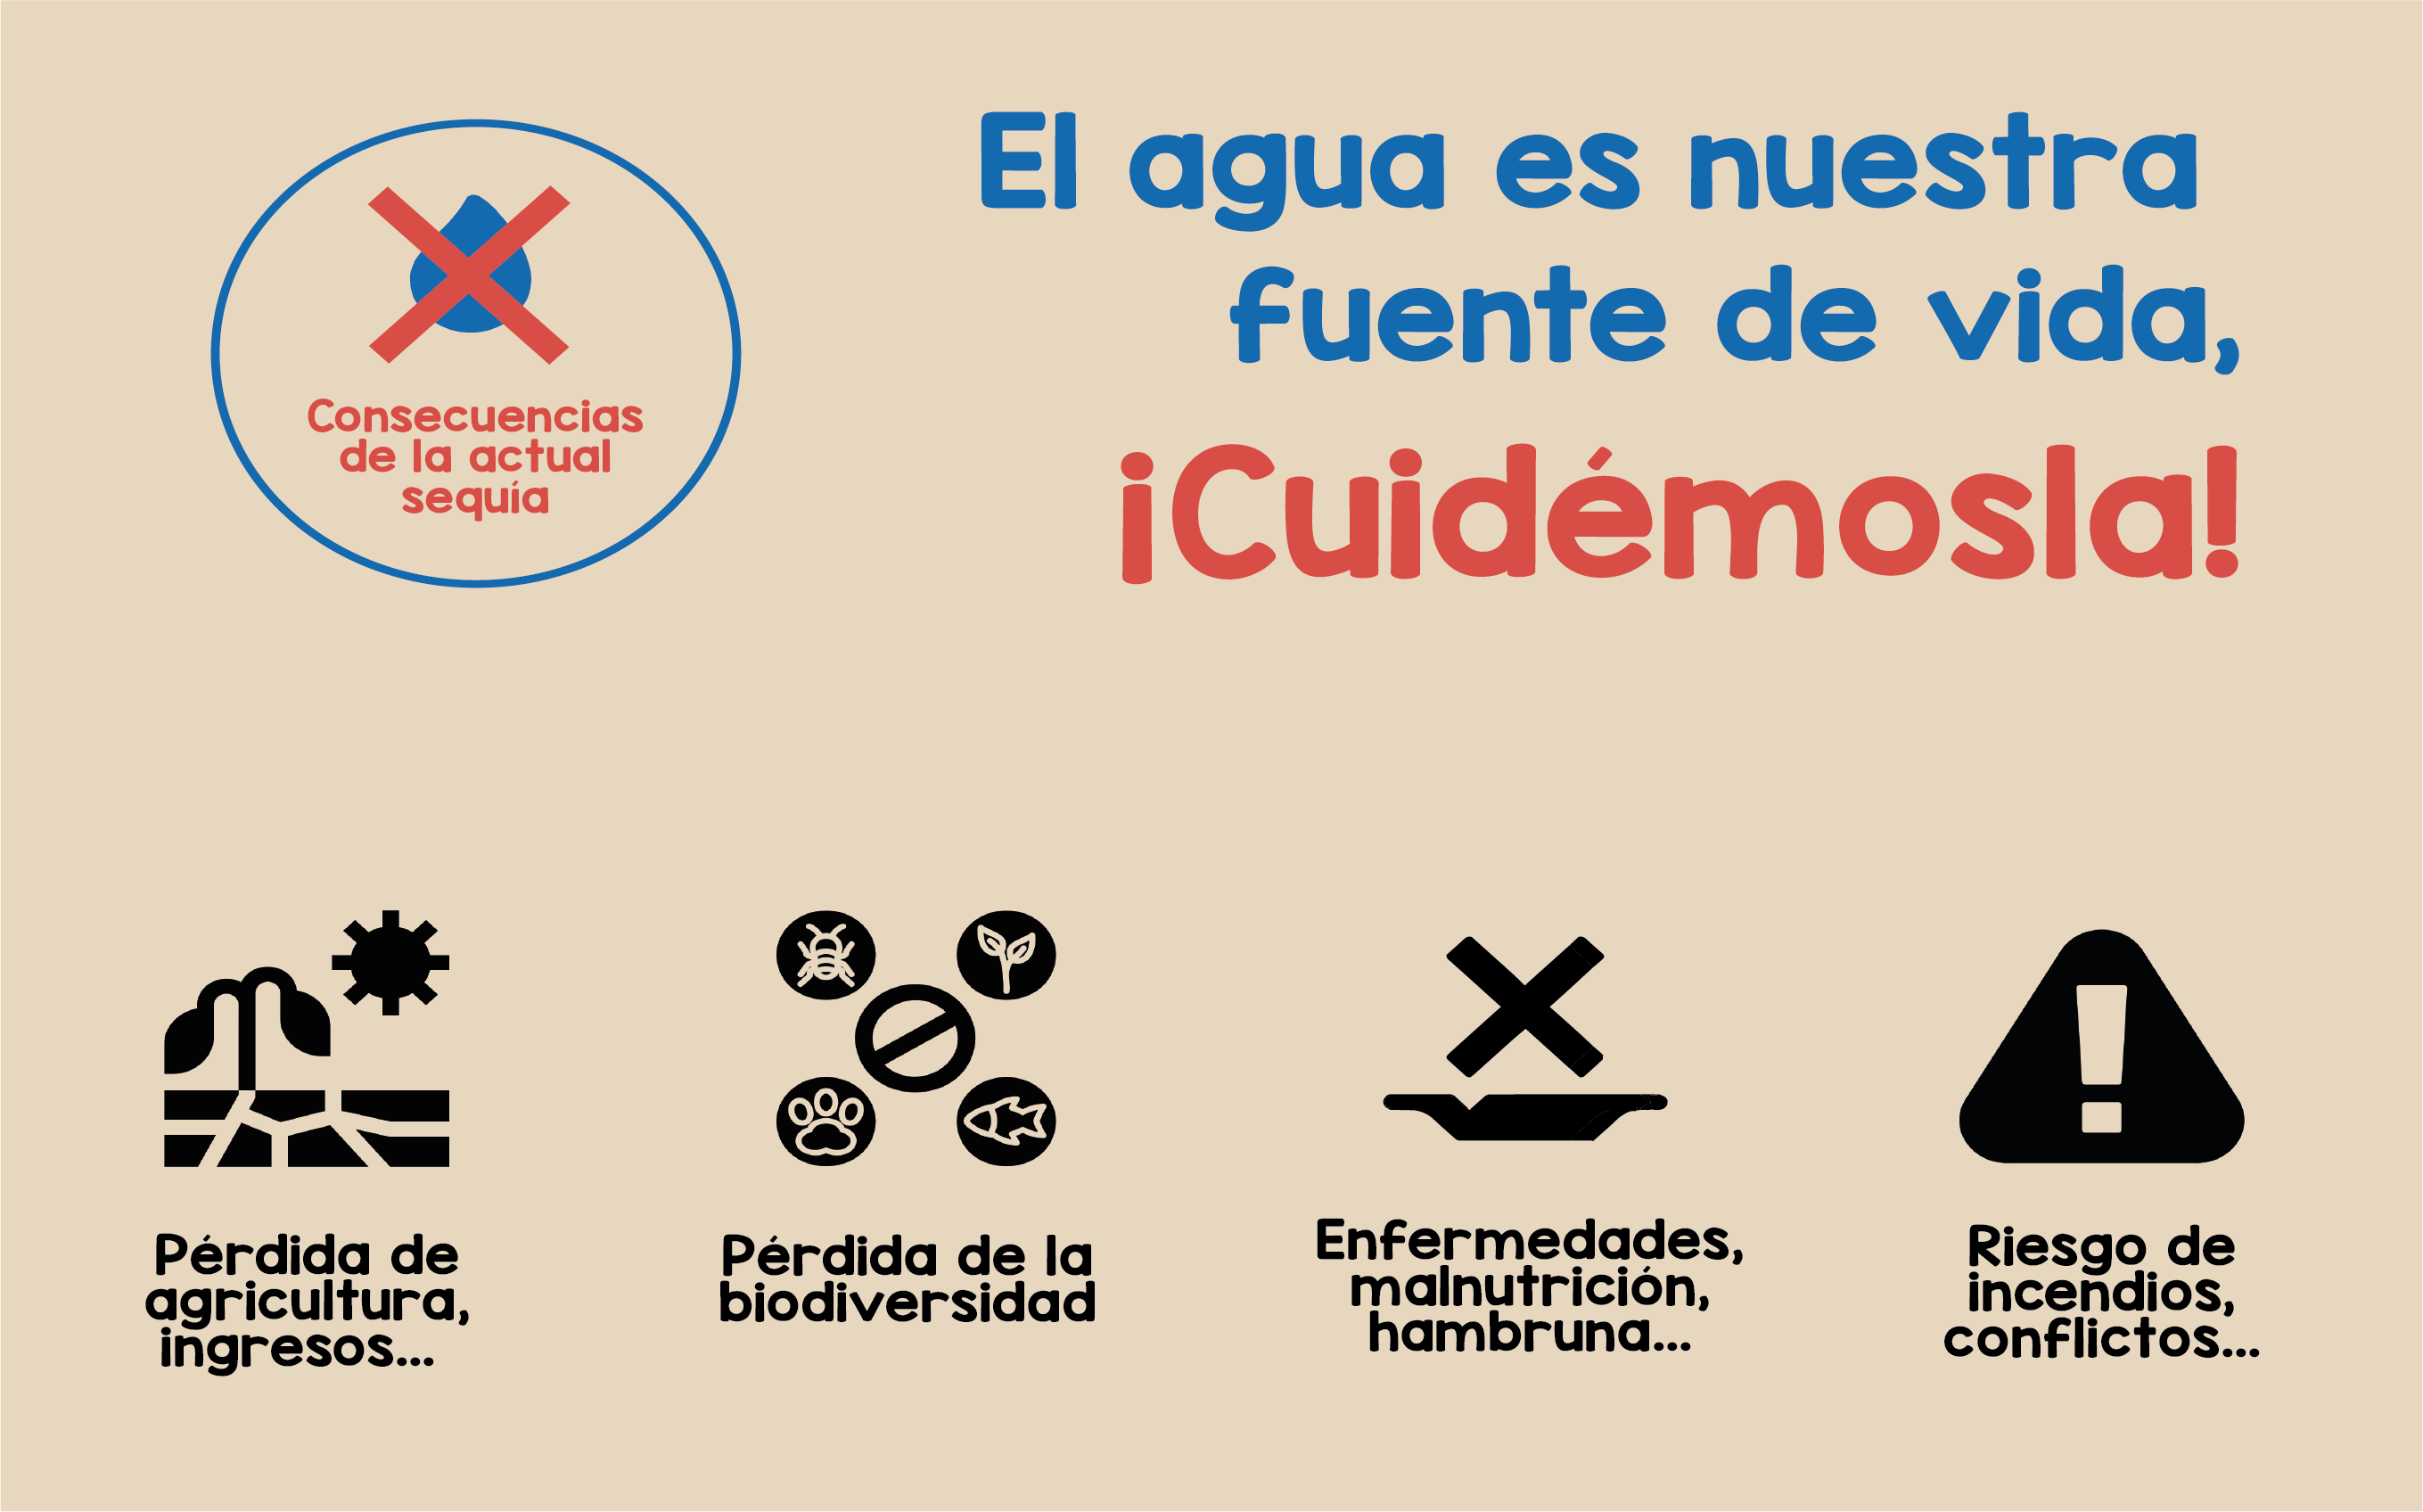 El agua es nuestra
fuente de vida,
¡Cuidémosla!
Consecuencias
de la actual
sequía
Pérdida de
agricultura,
ingresos...
Pérdida de la
biodiversidad
Enfermedades,
malnutrición,
hambruna...
Riesgo de
incendios,
conflictos...